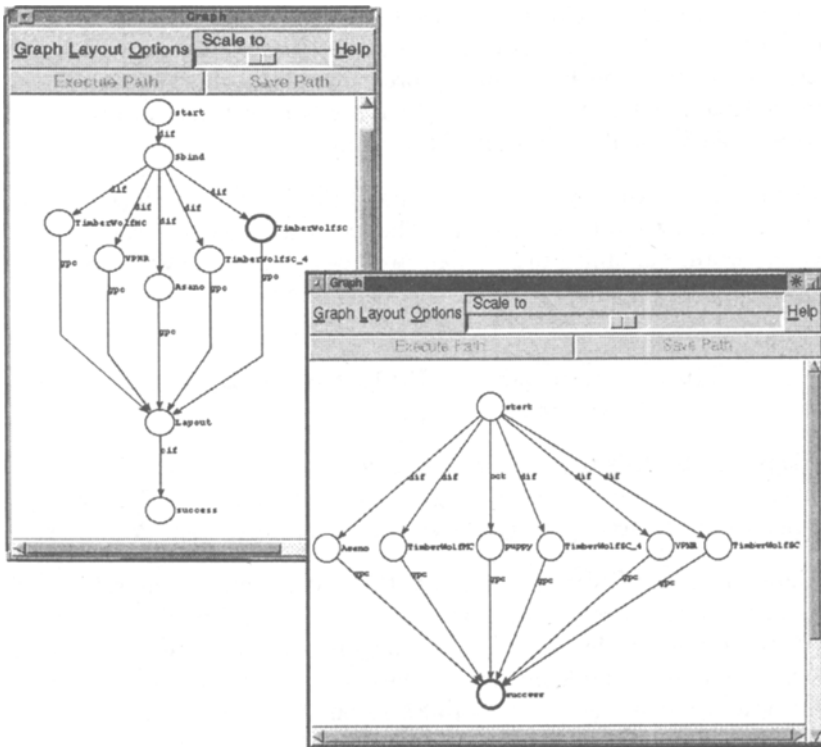 Graph
Graph Layout Options Scale to Help
Execute Path Save Path
start
dif
Sbind
dif dif dif dif dif
TimberWolfMC TimberWolfSC
VPNR TimberWolfSC_4
Asano
gpc gpc gpc gpc gpc
Layout
cif
success
Graph
Graph Layout Options Scale to Help
Execute Path Save Path
start
dif dif oct dif dif dif
Asano TimberWolfMC puppy TimberWolfSC_4 VPNR TimberWolfSC
gpc gpc gpc gpc gpc gpc
success